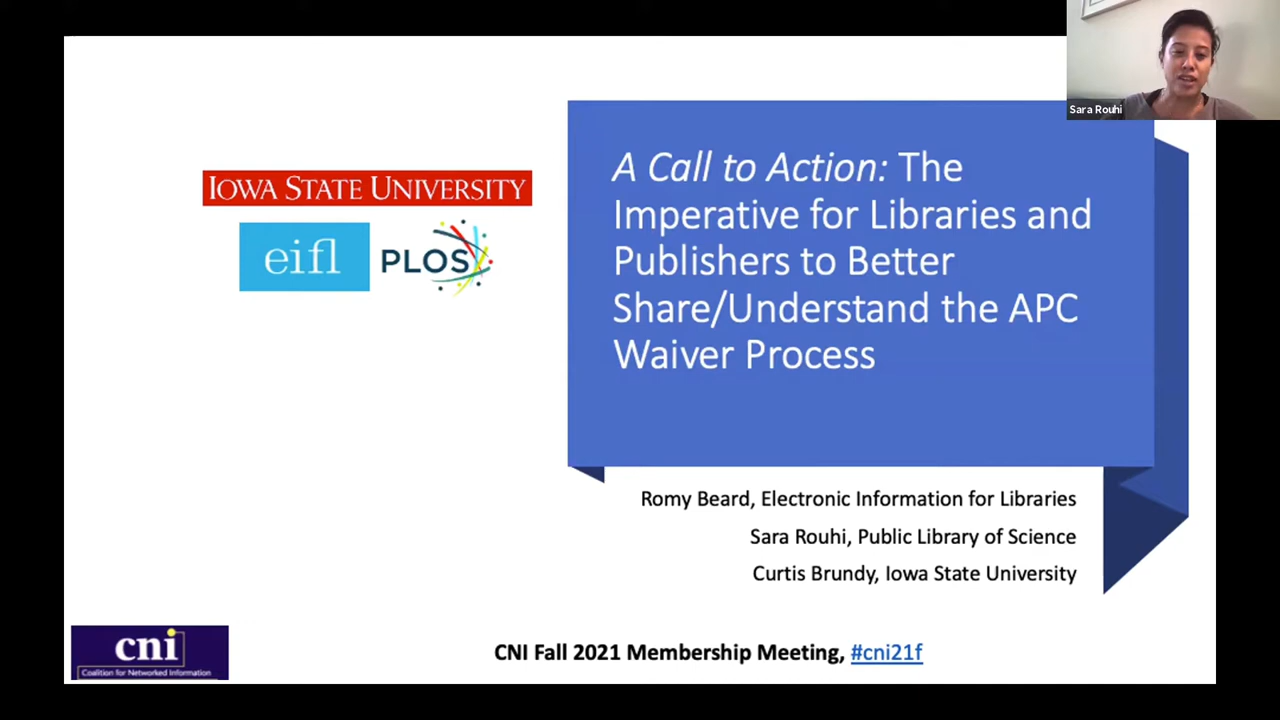 Sara Rouhi
IOWA STATE UNIVERSITY
eifl
PLOS
A Call to Action: The
Imperative for Libraries and
Publishers to Better
Share/Understand the APC
Waiver Process
Romy Beard, Electronic Information for Libraries
Sara Rouhi, Public Library of Science
Curtis Brundy, Iowa State University
cni
Coalition for Networked Information
CNI Fall 2021 Membership Meeting, #cni21f